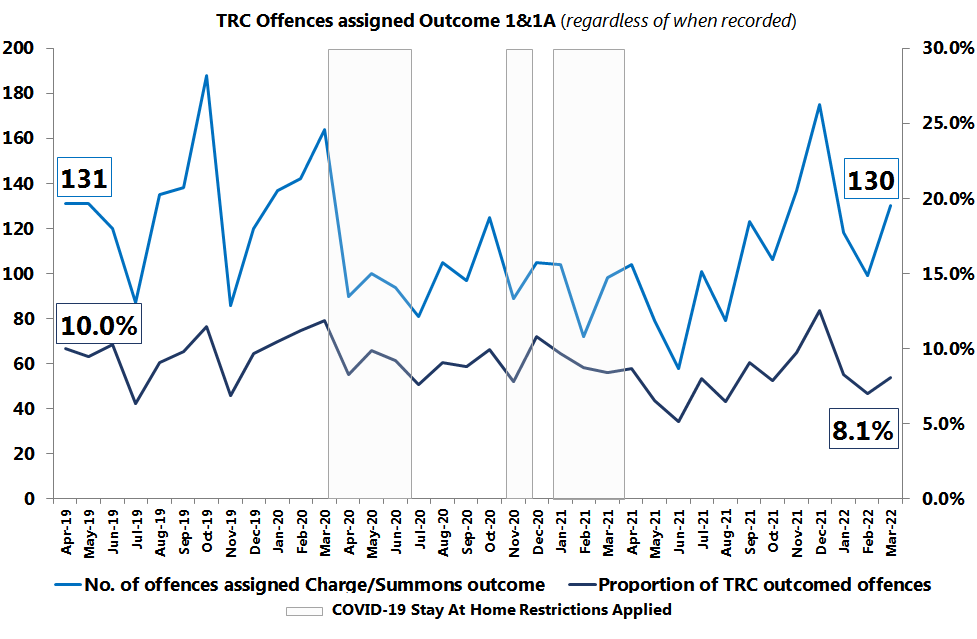 TRC Offences assigned Outcome 1&1A (regardless of when recorded)
200
180
160
140
120
100
80
60
40
20
0
30.0%
25.0%
20.0%
15.0%
10.0%
5.0%
0.0%
131
130
10.0%
8.1%
Apr-19
May-19
Jun-19
Jul-19
Aug-19
Sep-19
Oct-19
Nov-19
Dec-19
Jan-20
Feb-20
Mar-20
Apr-20
May-20
Jun-20
Jul-20
Aug-20
Sep-20
Oct-20
Nov-20
Dec-20
Jan-21
Feb-21
Mar-21
Apr-21
May-21
Jun-21
Jul-21
Aug-21
Sep-21
Oct-21
Nov-21
Dec-21
Jan-22
Feb-22
Mar-22
No. of offences assigned Charge/Summons outcome
Proportion of TRC outcomed offences
COVID-19 Stay At Home Restrictions Applied